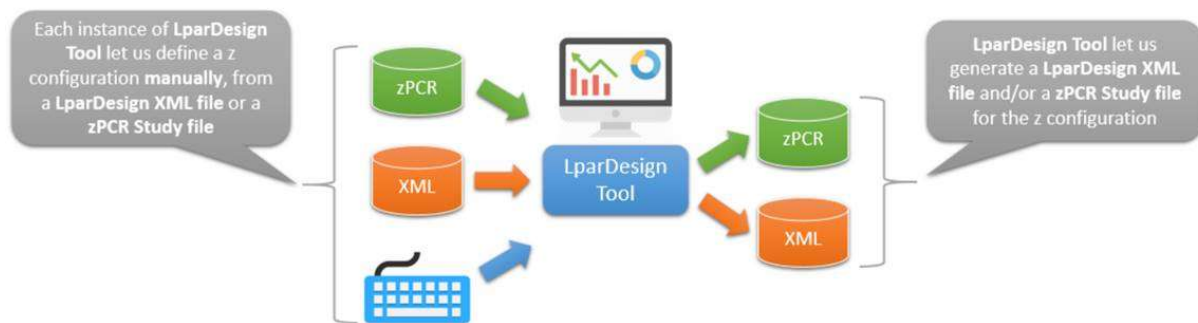 Each instance of LparDesign
Tool let us define a z
configuration manually, from
a LparDesign XML file or a
zPCR Study file
zPCR
XML
LparDesign
Tool
zPCR
XML
LparDesign Tool let us
generate a LparDesign XML
file and/or a zPCR Study file
for the z configuration